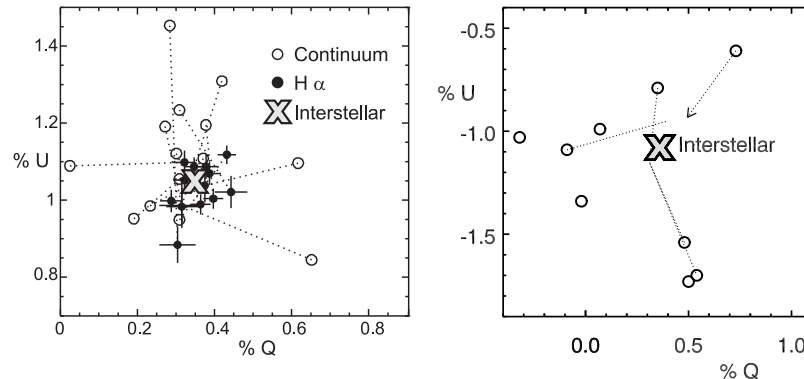 1.4
1.2
% U
1
0.8
0
0.2
0.4
0.6
0.8
% Q
Continuum
H α
Interstellar
-0.5
% U
-1.0
-1.5
0.0
0.5
1.0
% Q
Interstellar